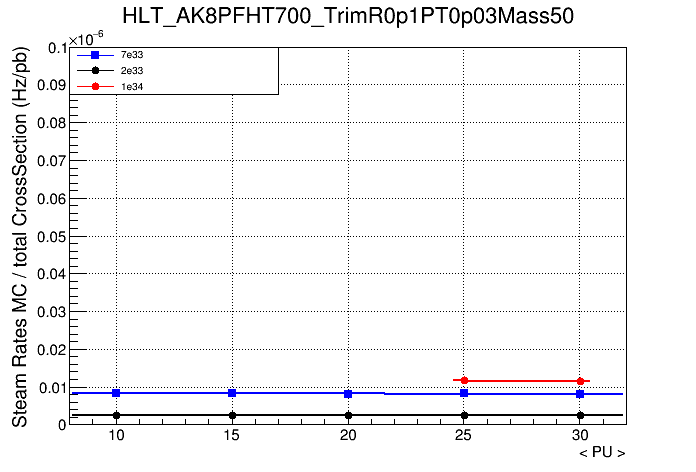 HLT_AK8PFHT700_TrimR0p1PT0p03Mass50
×10⁻⁶
0.1
0.09
0.08
0.07
0.06
0.05
0.04
0.03
0.02
0.01
0
7e33
2e33
1e34
Steam Rates MC / total CrossSection (Hz/pb)
10 15 20 25 30
< PU >